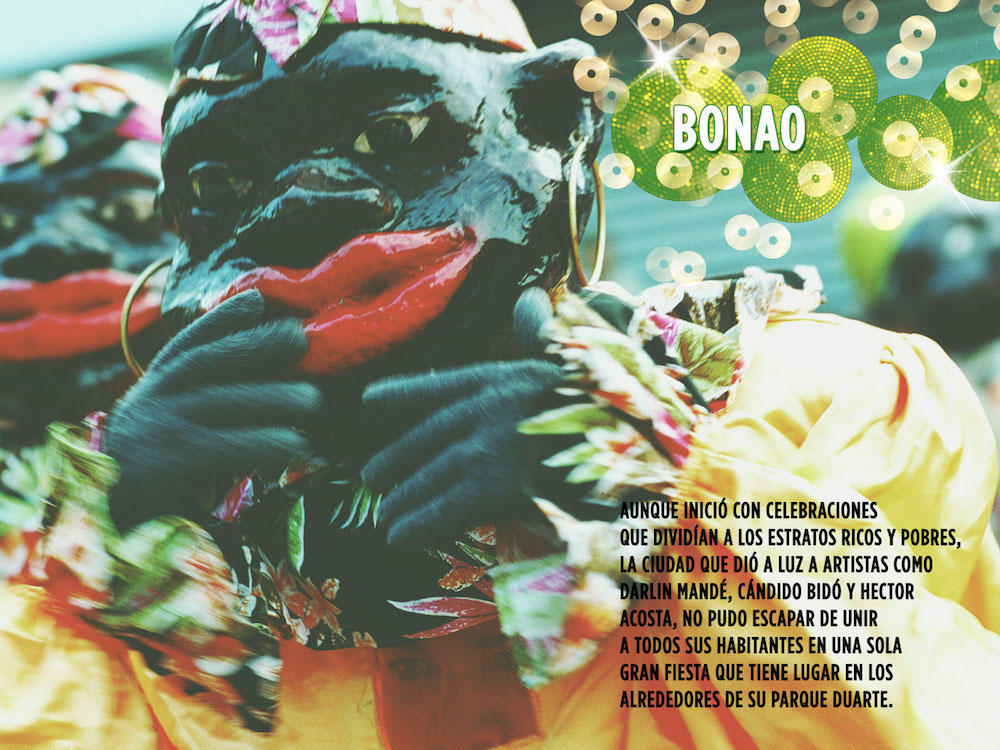 BONAO
AUNQUE INICIÓ CON CELEBRACIONES
QUE DIVIDÍAN A LOS ESTRATOS RICOS Y POBRES,
LA CIUDAD QUE DIÓ A LUZ A ARTISTAS COMO
DARLIN MANDÉ, CÁNDIDO BIDÓ Y HECTOR
ACOSTA, NO PUDO ESCAPAR DE UNIR
A TODOS SUS HABITANTES EN UNA SOLA
GRAN FIESTA QUE TIENE LUGAR EN LOS
ALREDEDORES DE SU PARQUE DUARTE.